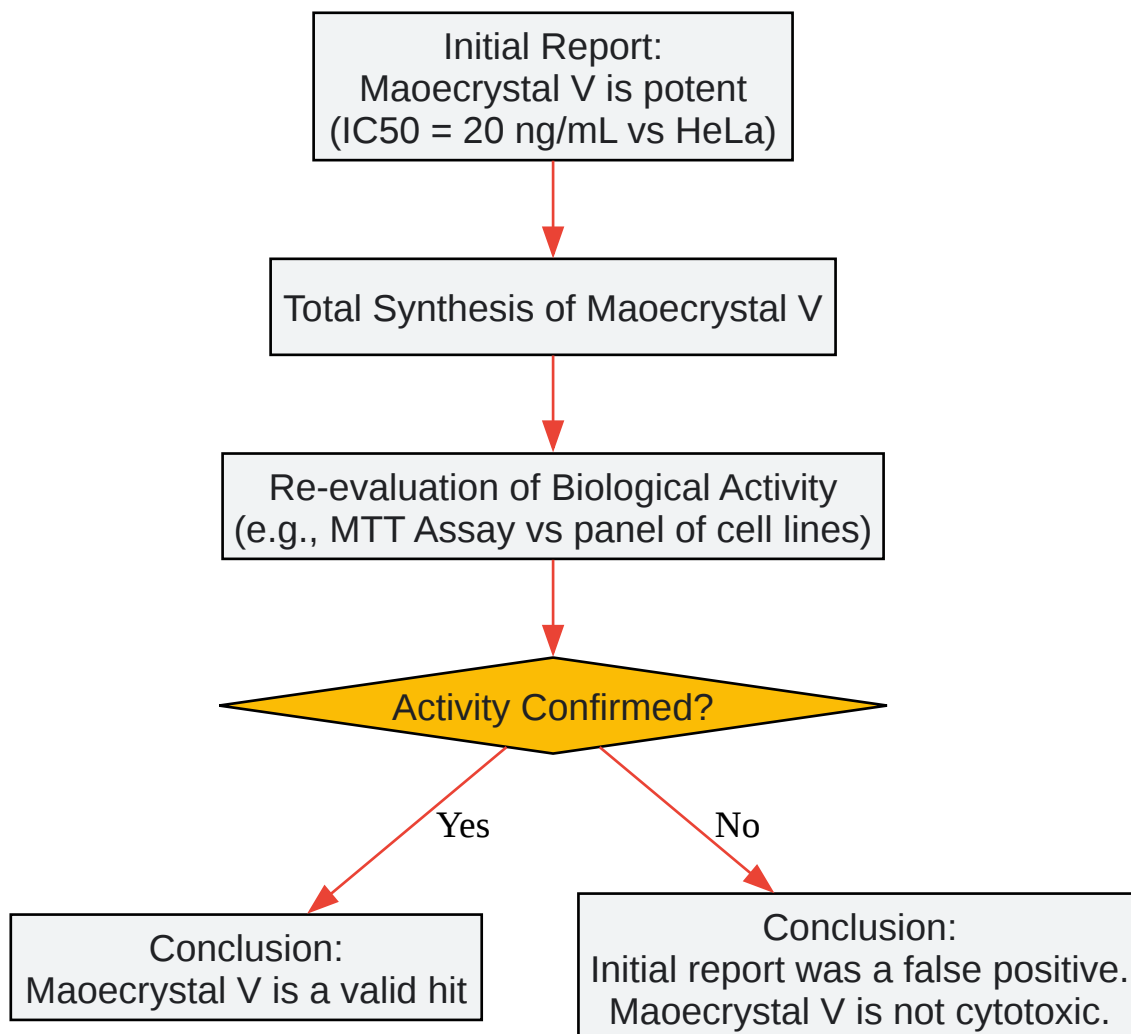 Initial Report:
Maoecrystal V is potent
(IC50 = 20 ng/mL vs HeLa)
Total Synthesis of Maoecrystal V
Re-evaluation of Biological Activity
(e.g., MTT Assay vs panel of cell lines)
Activity Confirmed?
Yes
No
Conclusion:
Maoecrystal V is a valid hit
Conclusion:
Initial report was a false positive.
Maoecrystal V is not cytotoxic.